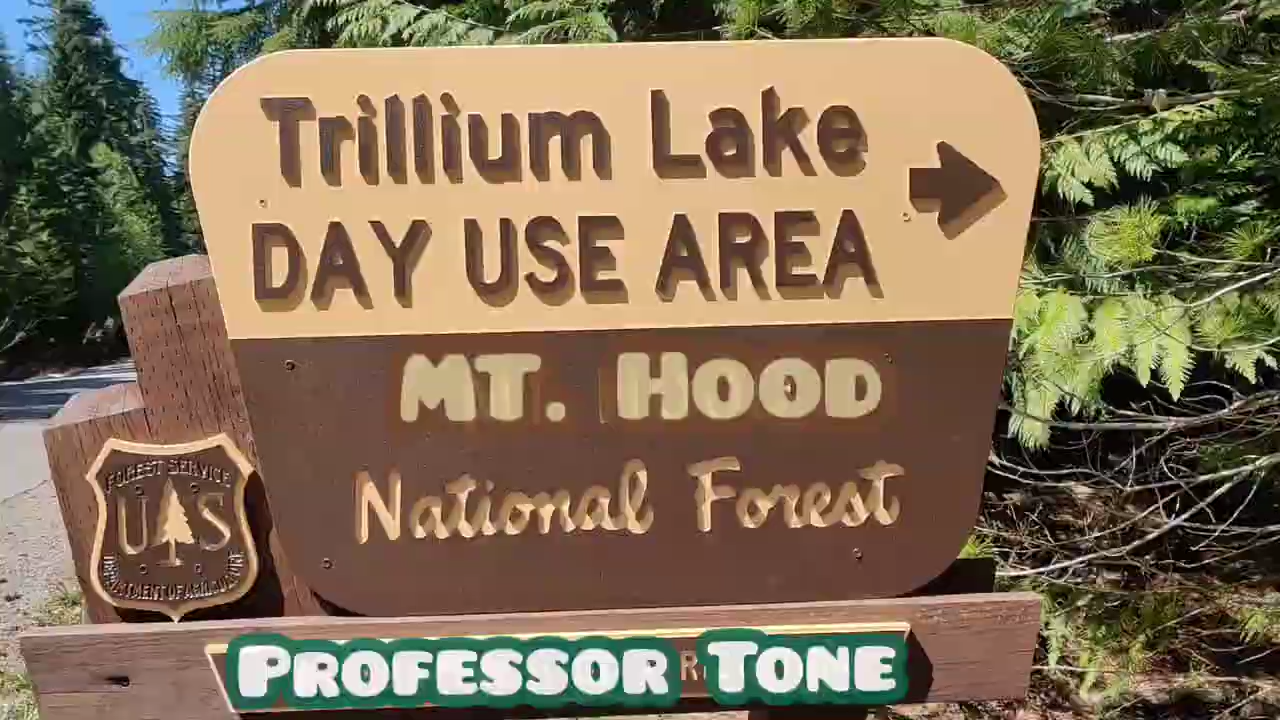 Trillium Lake
DAY USE AREA
MT. HOOD
National Forest
FOREST SERVICE
U S
DEPARTMENT OF AGRICULTURE
PROFESSOR TONE